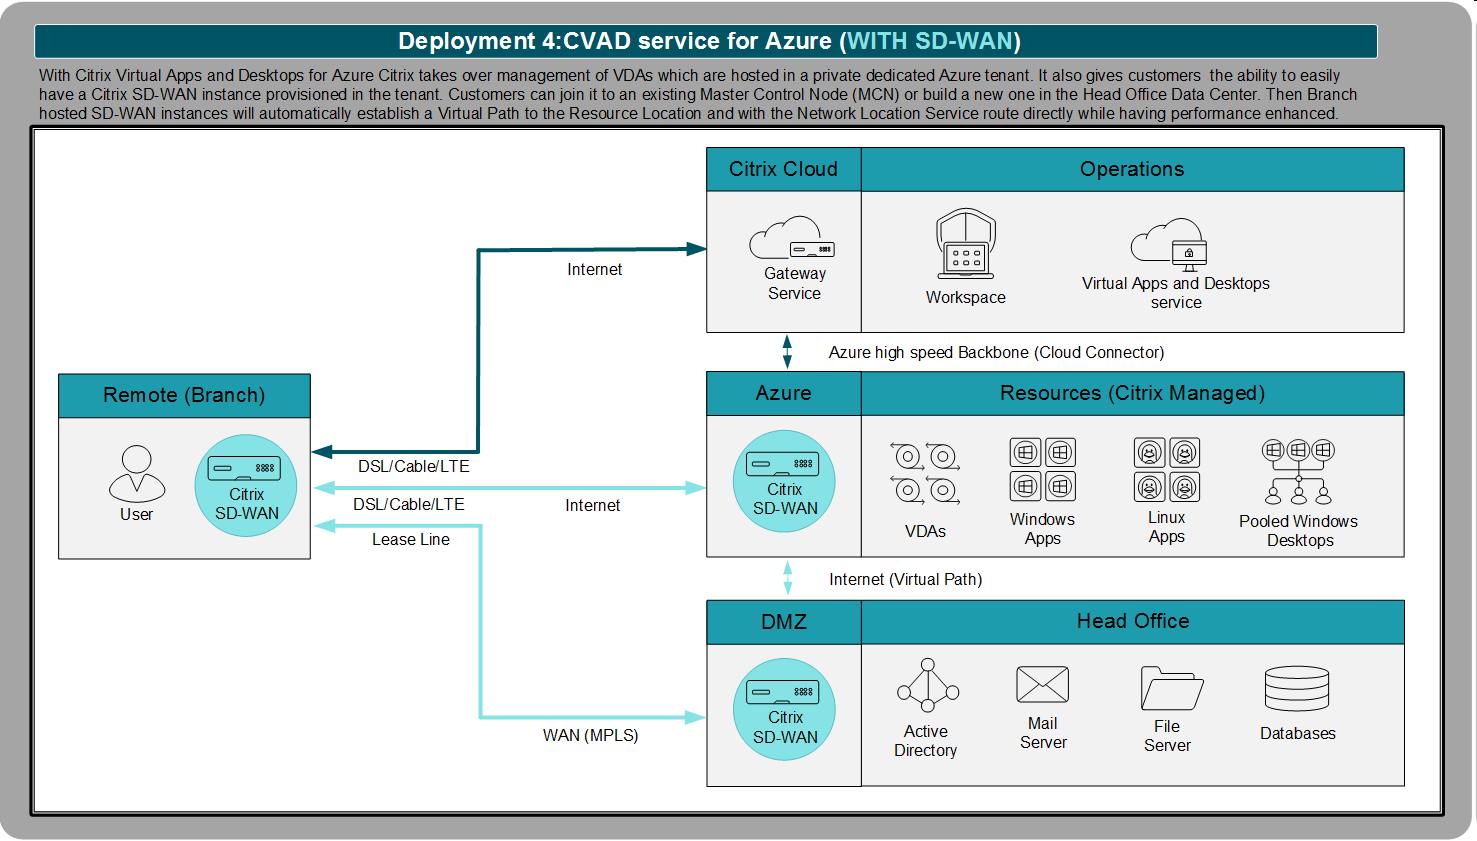 Deployment 4:CVAD service for Azure (WITH SD-WAN)
With Citrix Virtual Apps and Desktops for Azure Citrix takes over management of VDAs which are hosted in a private dedicated Azure tenant. It also gives customers the ability to easily
have a Citrix SD-WAN instance provisioned in the tenant. Customers can join it to an existing Master Control Node (MCN) or build a new one in the Head Office Data Center. Then Branch
hosted SD-WAN instances will automatically establish a Virtual Path to the Resource Location and with the Network Location Service route directly while having performance enhanced.
Citrix Cloud
Operations
Gateway
Service
Workspace
Virtual Apps and Desktops
service
Internet
Azure high speed Backbone (Cloud Connector)
Remote (Branch)
User
Citrix
SD-WAN
DSL/Cable/LTE
DSL/Cable/LTE
Internet
Lease Line
Azure
Resources (Citrix Managed)
Citrix
SD-WAN
VDAs
Windows
Apps
Linux
Apps
Pooled Windows
Desktops
Internet (Virtual Path)
DMZ
Head Office
Citrix
SD-WAN
Active
Directory
Mail
Server
File
Server
Databases
WAN (MPLS)